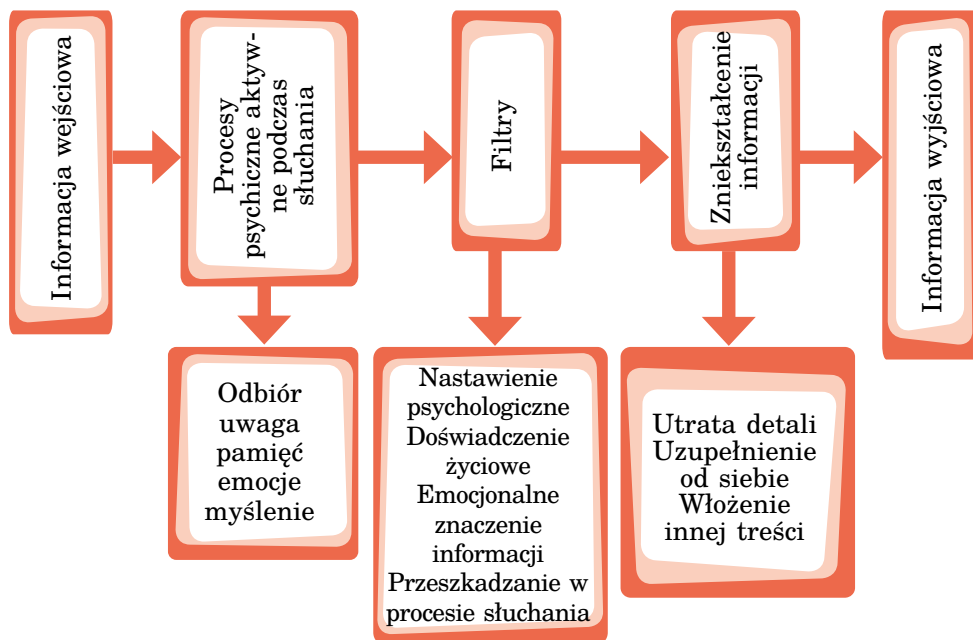 Informacja wejściowa
Procesy
psychiczne aktyw-
ne podczas
słuchania
Filtry
Zniekształcenie
informacji
Informacja wyjściowa
Odbiór
uwaga
pamięć
emocje
myślenie
Nastawienie
psychologiczne
Doświadczenie
życiowe
Emocjonalne
znaczenie
informacji
Przeszkadzanie w
procesie słuchania
Utrata detali
Uzupełnienie
od siebie
Włożenie
innej treści